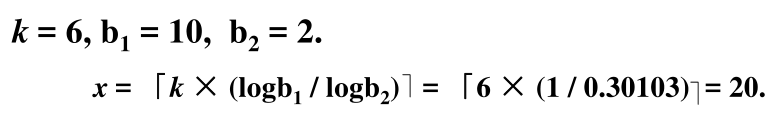 k = 6, b₁ = 10, b₂ = 2.
x = ⌈k × (logb₁ / logb₂)⌉ = ⌈6 × (1 / 0.30103)⌉ = 20.